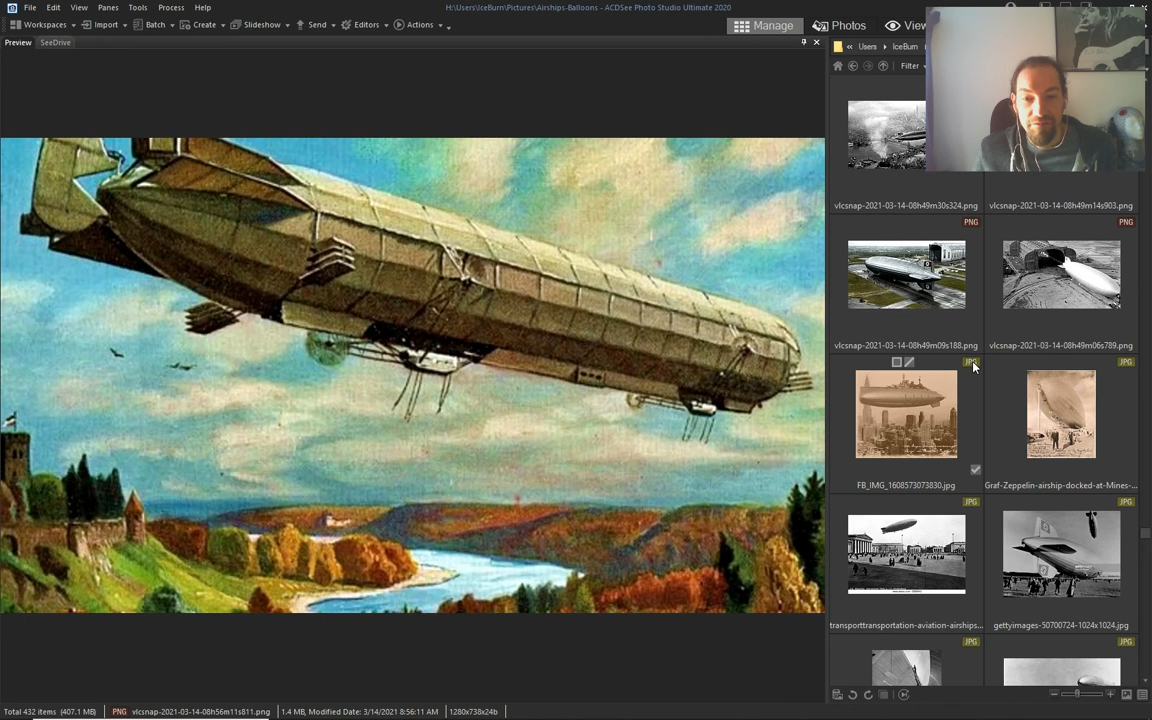 H:\Users\IceBurn\Pictures\Airships-Balloons - ACDSee Photo Studio Ultimate 2020
File Edit View Panes Tools Process Help
Workspaces Import Batch Create Slideshow Send Editors Actions
Manage Photos
Preview SeeDrive
« Users IceBurn
Filter
vlcsnap-2021-03-14-08h49m30s324.png vlcsnap-2021-03-14-08h49m14s903.png
PNG PNG
vlcsnap-2021-03-14-08h49m09s188.png vlcsnap-2021-03-14-08h49m06s789.png
JPG JPG
FB_IMG_1608573073830.jpg Graf-Zeppelin-airship-docked-at-Mines-...
JPG JPG
transporttransportation-aviation-airships... gettyimages-50700724-1024x1024.jpg
JPG JPG
Total 432 items (407.1 MB) PNG vlcsnap-2021-03-14-08h56m11s811.png 1.4 MB, Modified Date: 3/14/2021 8:56:11 AM 1280x738x24b